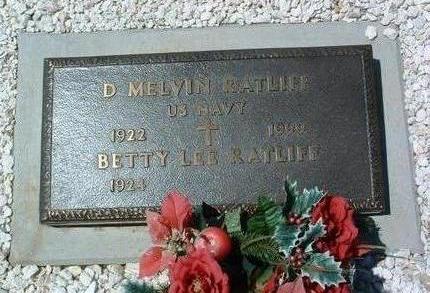 D MELVIN RATLIFF
US NAVY
1922
BETTY LEE RATLIFF
1924